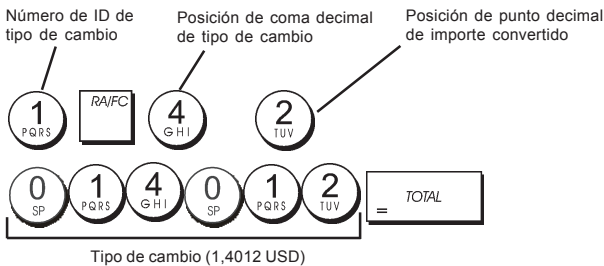 Número de ID de
tipo de cambio
Posición de coma decimal
de tipo de cambio
Posición de punto decimal
de importe convertido
1 RA/FC 4 2
PQRS GHI TUV
0 1 4 0 1 2 TOTAL
SP PQRS GHI SP PQRS TUV =
Tipo de cambio (1,4012 USD)